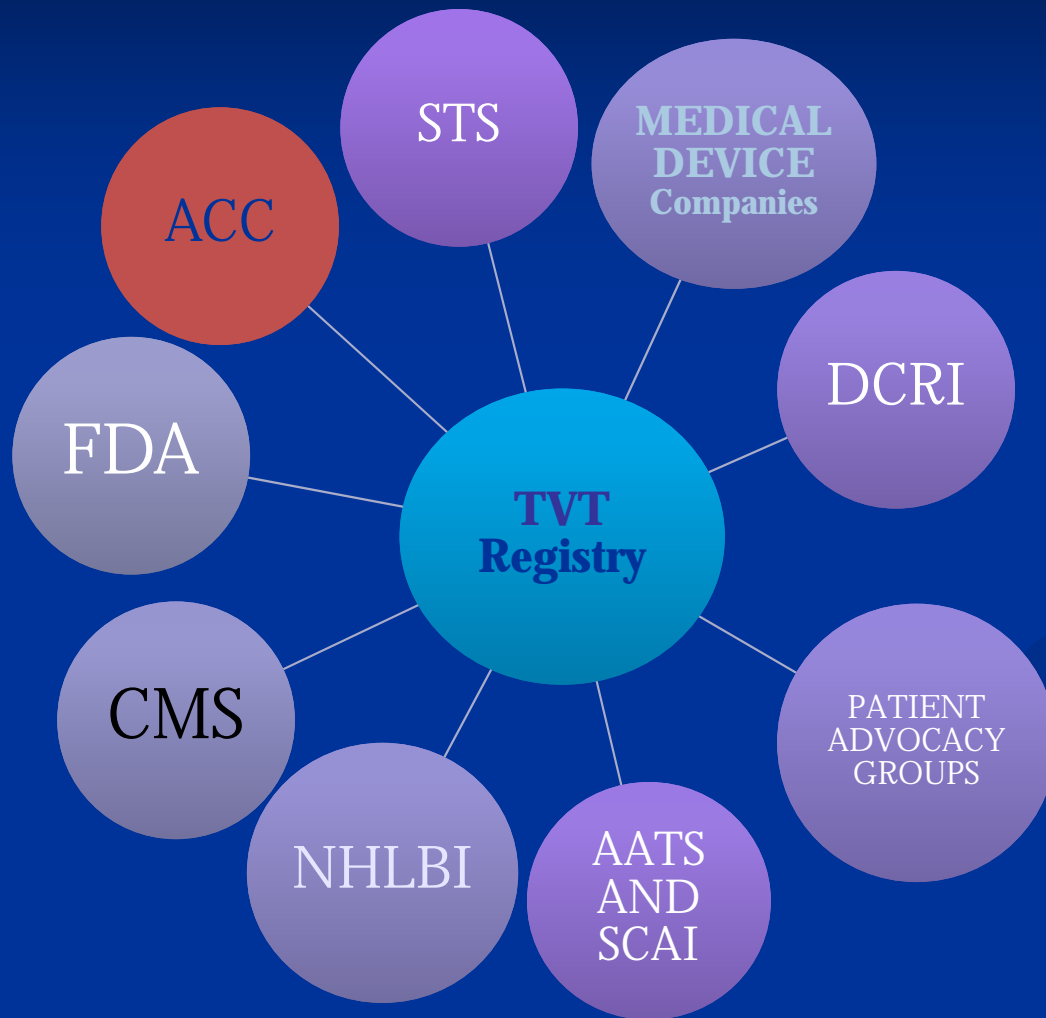 STS
MEDICAL
DEVICE
Companies
ACC
DCRI
FDA
TVT
Registry
CMS
PATIENT
ADVOCACY
GROUPS
NHLBI
AATS
AND
SCAI